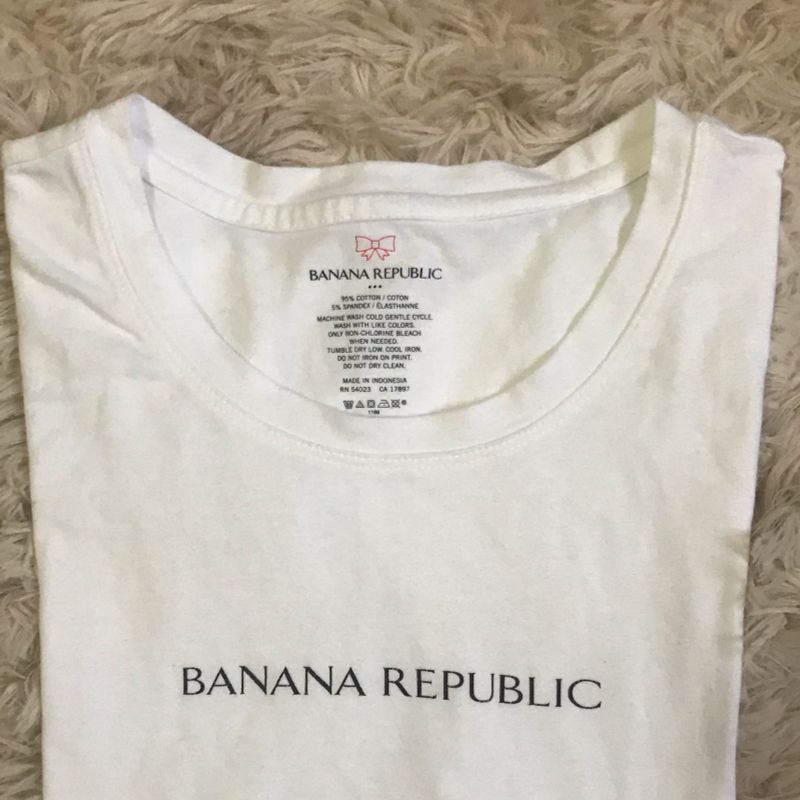 BANANA REPUBLIC
95% COTTON / COTON
5% SPANDEX / ÉLASTHANNE
MACHINE WASH COLD GENTLE CYCLE.
WASH WITH LIKE COLORS.
ONLY NON-CHLORINE BLEACH
WHEN NEEDED.
TUMBLE DRY LOW. COOL IRON.
DO NOT IRON ON PRINT.
DO NOT DRY CLEAN.
MADE IN INDONESIA
RN 54023 CA 17897
BANANA REPUBLIC